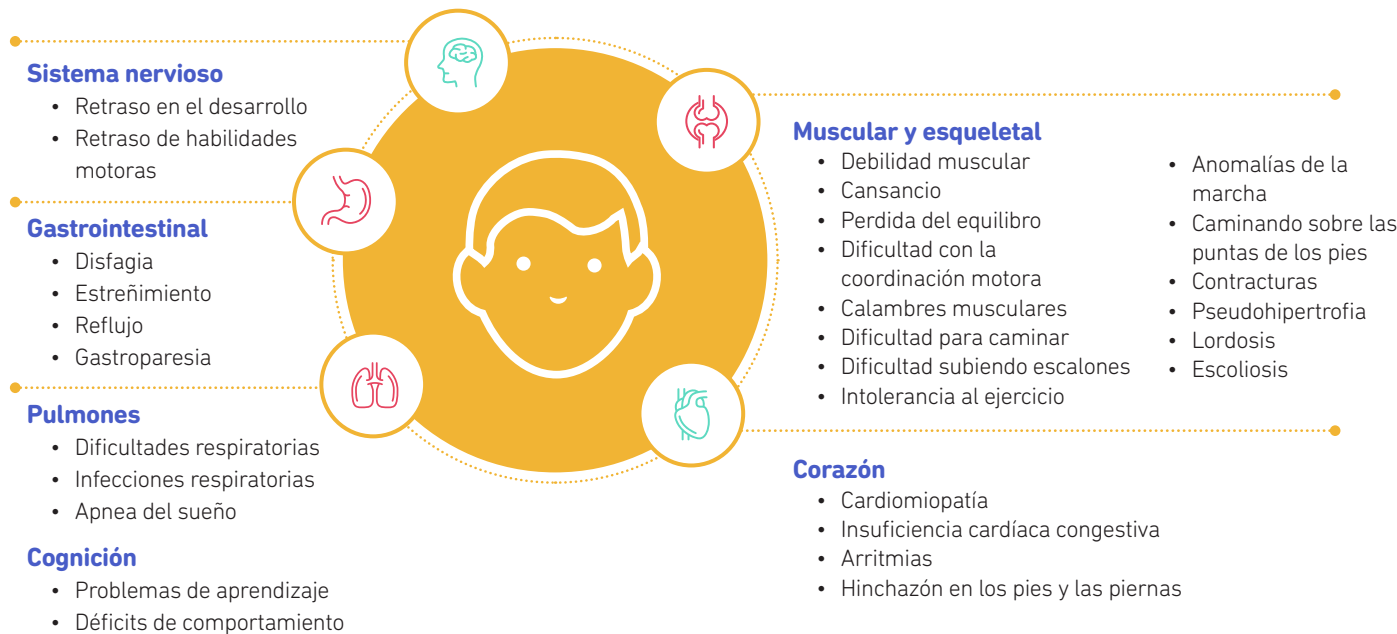 Sistema nervioso
• Retraso en el desarrollo
• Retraso de habilidades
motoras
Gastrointestinal
• Disfagia
• Estreñimiento
• Reflujo
• Gastroparesia
Pulmones
• Dificultades respiratorias
• Infecciones respiratorias
• Apnea del sueño
Cognición
• Problemas de aprendizaje
• Déficits de comportamiento
Muscular y esqueletal
• Debilidad muscular
• Cansancio
• Perdida del equilibro
• Dificultad con la
coordinación motora
• Calambres musculares
• Dificultad para caminar
• Dificultad subiendo escalones
• Intolerancia al ejercicio
• Anomalías de la
marcha
• Caminando sobre las
puntas de los pies
• Contracturas
• Pseudohipertrofia
• Lordosis
• Escoliosis
Corazón
• Cardiomiopatía
• Insuficiencia cardíaca congestiva
• Arritmias
• Hinchazón en los pies y las piernas